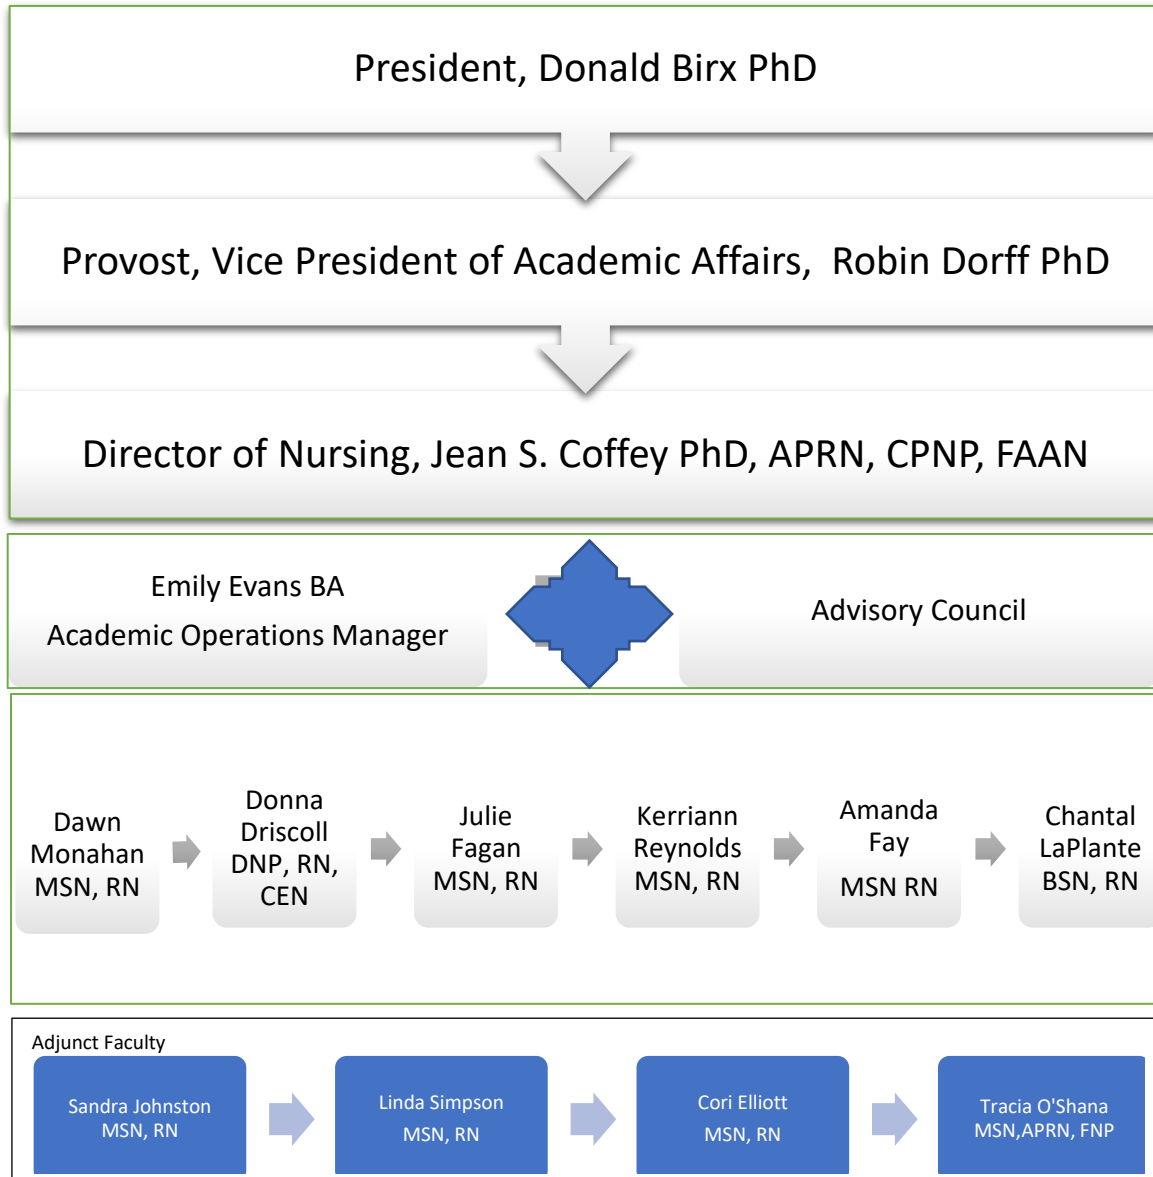 President, Donald Birx PhD
Provost, Vice President of Academic Affairs,  Robin Dorff PhD
Director of Nursing, Jean S. Coffey PhD, APRN, CPNP, FAAN
Emily Evans BA
Academic Operations Manager
Advisory Council
Dawn
Monahan
MSN, RN
Donna
Driscoll
DNP, RN,
CEN
Julie
Fagan
MSN, RN
Kerriann
Reynolds
MSN, RN
Amanda
Fay
MSN RN
Chantal
LaPlante
BSN, RN
Adjunct Faculty
Sandra Johnston
MSN, RN
Linda Simpson
MSN, RN
Cori Elliott
MSN, RN
Tracia O'Shana
MSN,APRN, FNP